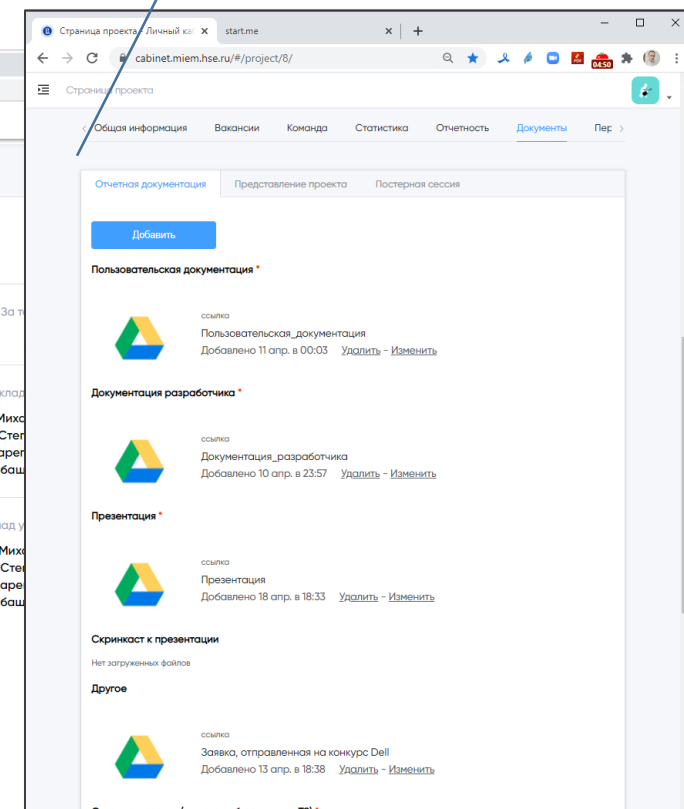 Страница проекта - Личный каб
start.me
cabinet.miem.hse.ru/#/project/8/
04:50
Страница проекта
Общая информация Вакансии Команда Статистика Отчетность Документы Пер
Отчетная документация Представление проекта Постерная сессия
Добавить
Пользовательская документация *
ссылка
Пользовательская_документация
Добавлено 11 апр. в 00:03 Удалить - Изменить
Документация разработчика *
ссылка
Документация_разработчика
Добавлено 10 апр. в 23:57 Удалить - Изменить
Презентация *
ссылка
Презентация
Добавлено 18 апр. в 18:33 Удалить - Изменить
Скринкаст к презентации
Нет загруженных файлов
Другое
ссылка
Заявка, отправленная на конкурс Dell
Добавлено 13 апр. в 18:38 Удалить - Изменить